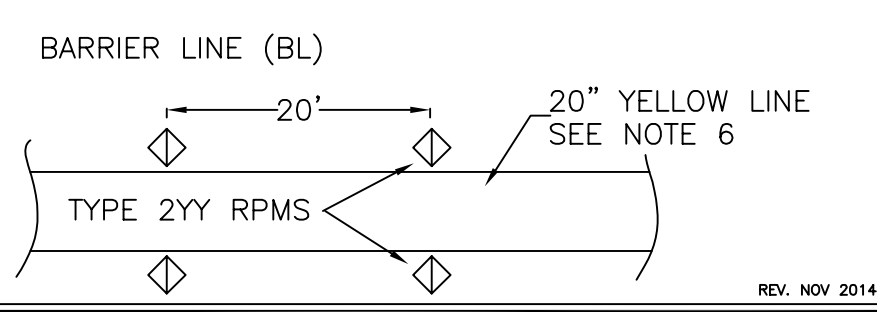 BARRIER LINE (BL)
20'
20" YELLOW LINE
SEE NOTE 6
TYPE 2YY RPMS
REV. NOV 2014